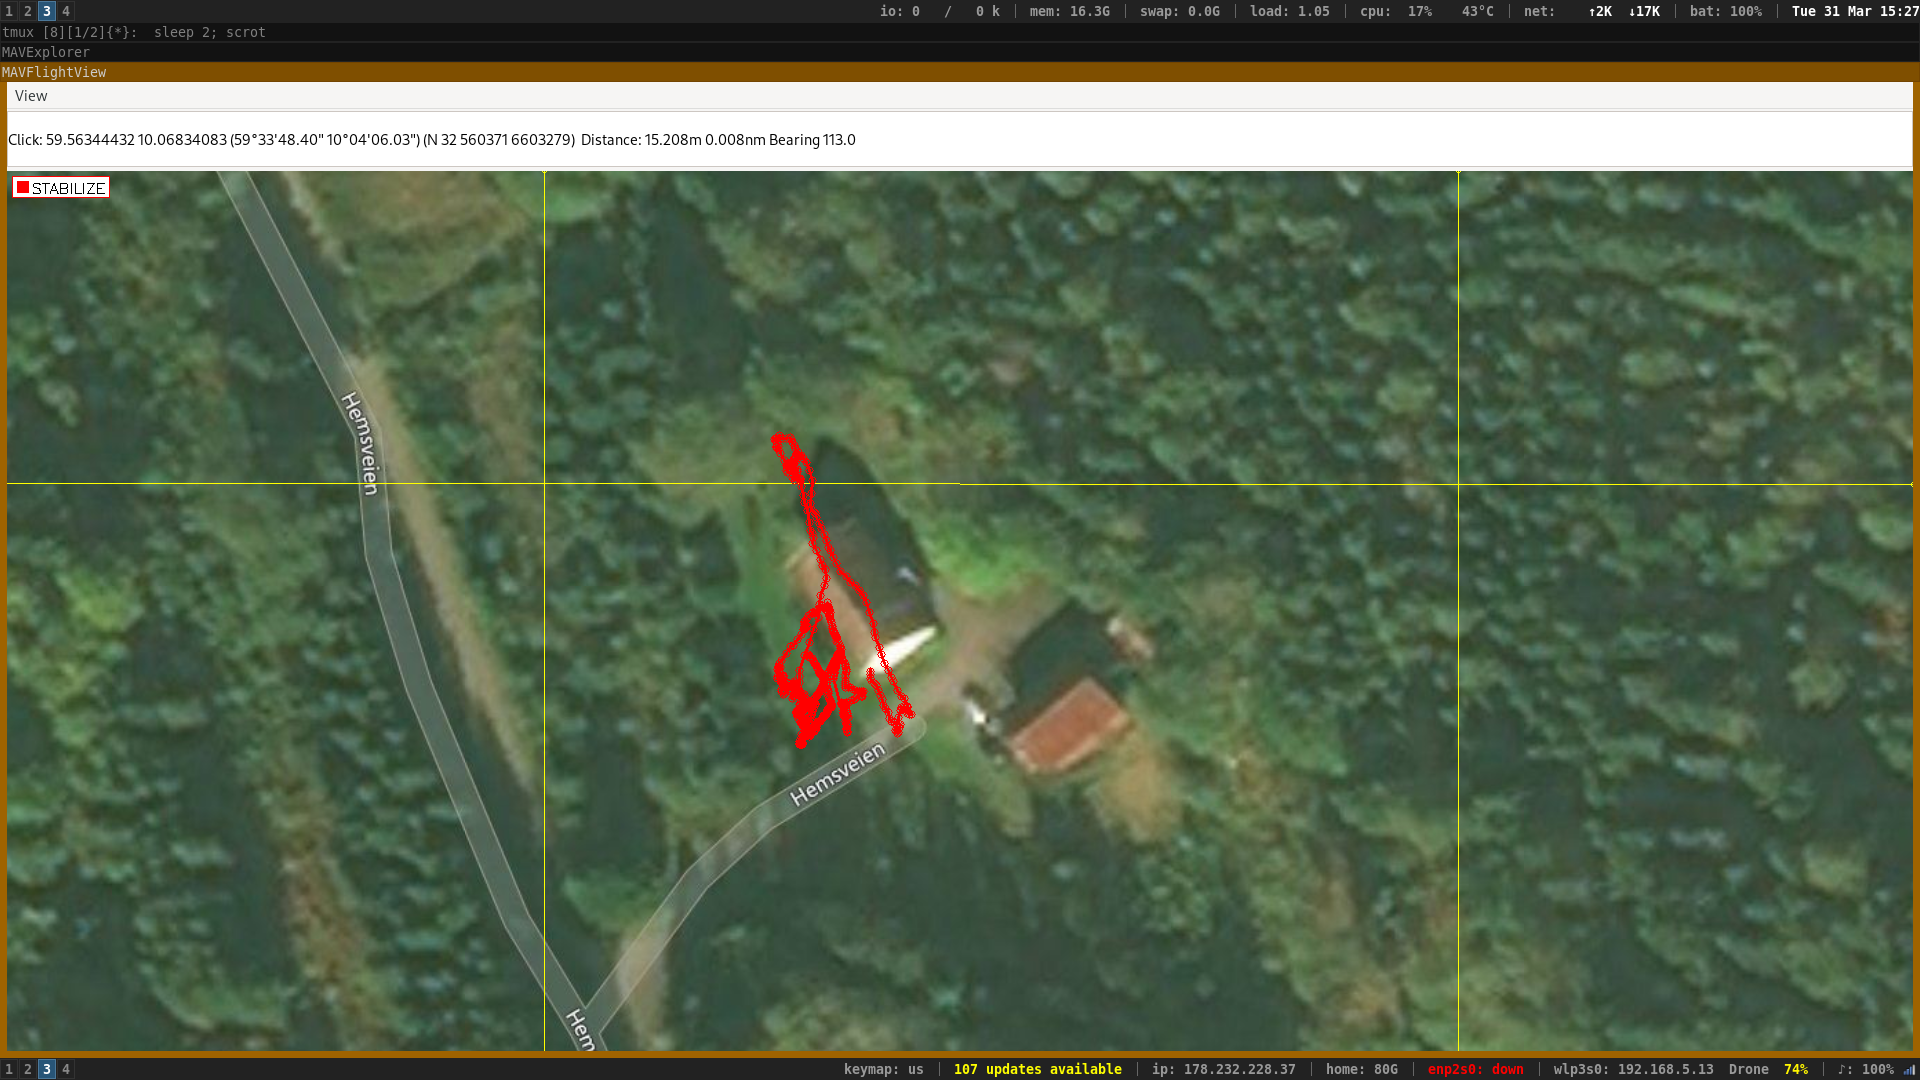 1 2 3 4 io: 0 / 0 k | mem: 16.3G | swap: 0.0G | load: 1.05 | cpu: 17% 43°C | net: ↑2K ↓17K | bat: 100% | Tue 31 Mar 15:27
tmux [8][1/2]{*}: sleep 2; scrot
MAVExplorer
MAVFlightView
View
Click: 59.56344432 10.06834083 (59°33'48.40" 10°04'06.03") (N 32 560371 6603279) Distance: 15.208m 0.008nm Bearing 113.0
STABILIZE
Hemsveien
Hemsveien
Hem
1 2 3 4 keymap: us | 107 updates available | ip: 178.232.228.37 | home: 80G | enp2s0: down | wlp3s0: 192.168.5.13 Drone 74% | ♪: 100%